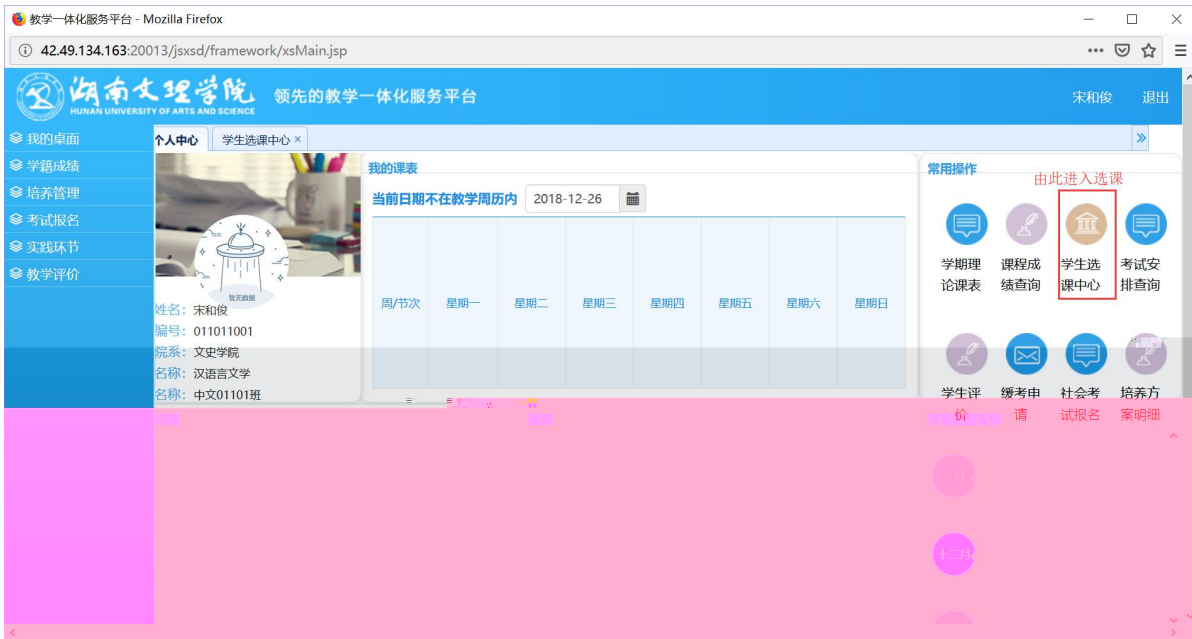 教学一体化服务平台 - Mozilla Firefox
42.49.134.163:20013/jsxsd/framework/xsMain.jsp
湖南文理学院
HUNAN UNIVERSITY OF ARTS AND SCIENCE
领先的教学一体化服务平台
宋和俊 退出
我的桌面
学籍成绩
培养管理
考试报名
实践环节
教学评价
个人中心 学生选课中心 ×
暂无数据
姓名：宋和俊
编号：011011001
院系：文史学院
名称：汉语言文学
名称：中文01101班
我的课表
当前日期不在教学周历内 2018-12-26
周/节次 星期一 星期二 星期三 星期四 星期五 星期六 星期日
常用操作
由此进入选课
学期理论课表
课程成绩查询
学生选课中心
考试安排查询
学生评价
缓考申请
社会考试报名
培养方案明细
问卷
通知
一月
十二月